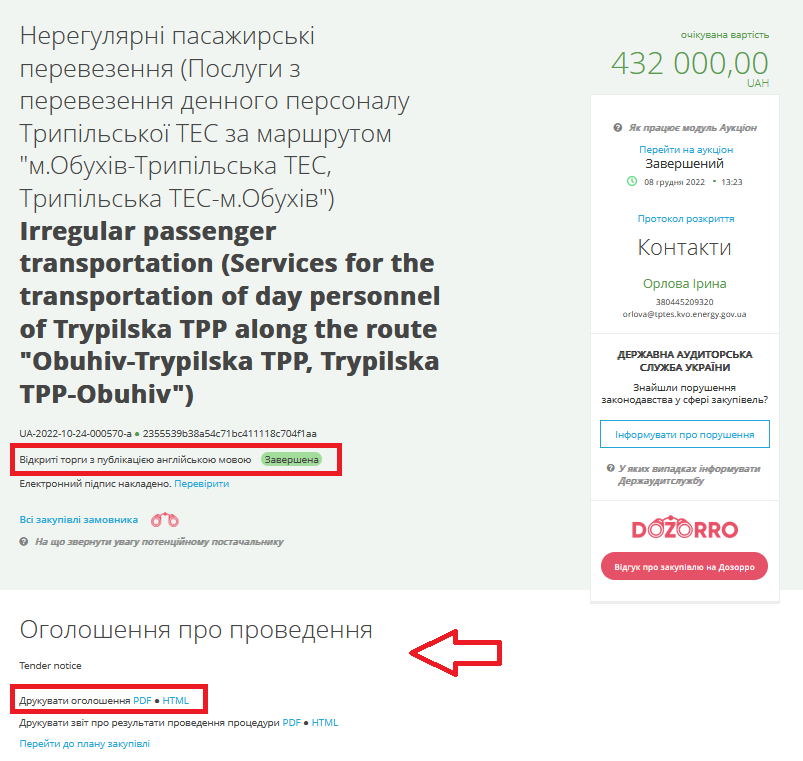 Нерегулярні пасажирські
перевезення (Послуги з
перевезення денного персоналу
Трипільської ТЕС за маршрутом
"м.Обухів-Трипільська ТЕС,
Трипільська ТЕС-м.Обухів")
Irregular passenger
transportation (Services for the
transportation of day personnel
of Trypilska TPP along the route
"Obuhiv-Trypilska TPP, Trypilska
TPP-Obuhiv")
UA-2022-10-24-000570-a ● 2355539b38a54c71bc411118c704f1aa
Відкриті торги з публікацією англійською мовою Завершена
Електронний підпис накладено. Перевірити
Всі закупівлі замовника
На що звернути увагу потенційному постачальнику
очікувана вартість
432 000,00
UAH
Як працює модуль Аукціон
Перейти на аукціон
Завершений
08 грудня 2022 • 13:23
Протокол розкриття
Контакти
Орлова Ірина
380445209320
orlova@tptes.kvo.energy.gov.ua
ДЕРЖАВНА АУДИТОРСЬКА
СЛУЖБА УКРАЇНИ
Знайшли порушення
законодавства у сфері закупівель?
Інформувати про порушення
У яких випадках інформувати
Держаудитслужбу
DOZORRO
Відгук про закупівлю на Дозорро
Оголошення про проведення
Tender notice
Друкувати оголошення PDF ● HTML
Друкувати звіт про результати проведення процедури PDF ● HTML
Перейти до плану закупівлі